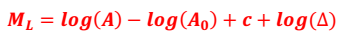 M_L = log(A) − log(A_0) + c + log(Δ)